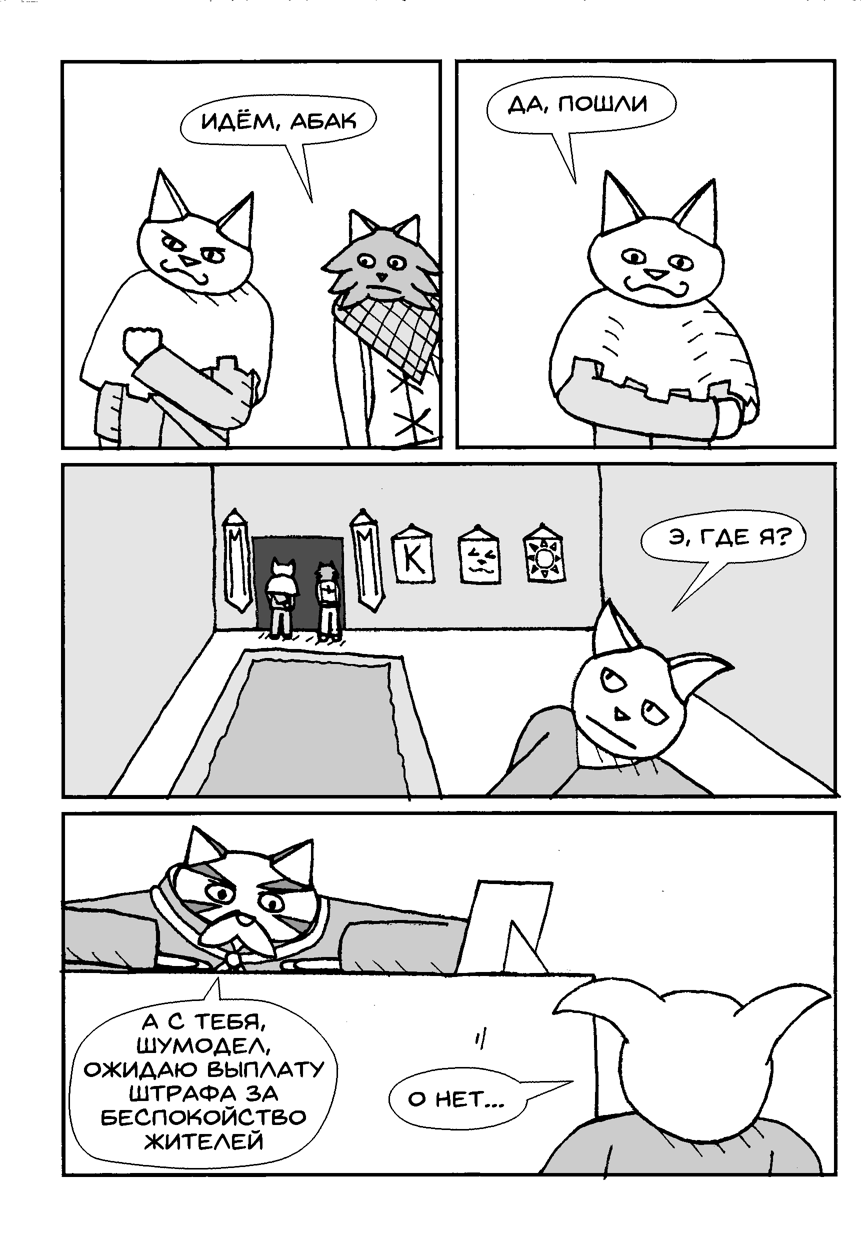 ИДЁМ, АБАК
ДА, ПОШЛИ
М
М
К
Э, ГДЕ Я?
А С ТЕБЯ,
ШУМОДЕЛ,
ОЖИДАЮ ВЫПЛАТУ
ШТРАФА ЗА
БЕСПОКОЙСТВО
ЖИТЕЛЕЙ
О НЕТ...